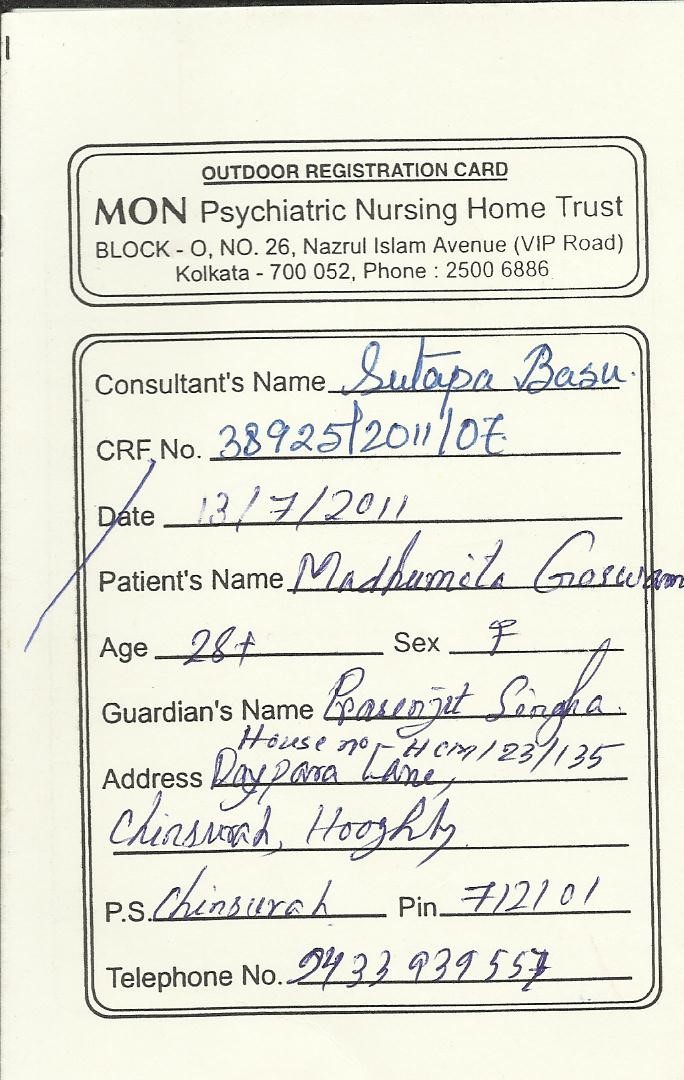 OUTDOOR REGISTRATION CARD
MON Psychiatric Nursing Home Trust
BLOCK - O, NO. 26, Nazrul Islam Avenue (VIP Road)
Kolkata - 700 052, Phone : 2500 6886
Consultant's Name Sutapa Basu.
CRF No. 38925/2011/07
Date 13/7/2011
Patient's Name Madhumita Goswam
Age 28+ Sex F
Guardian's Name Prasenjit Singha.
House no- HCM/23/135
Address Daypara Lane,
Chinsurah, Hooghly
P.S. Chinsurah Pin 712101
Telephone No. 9433 939557